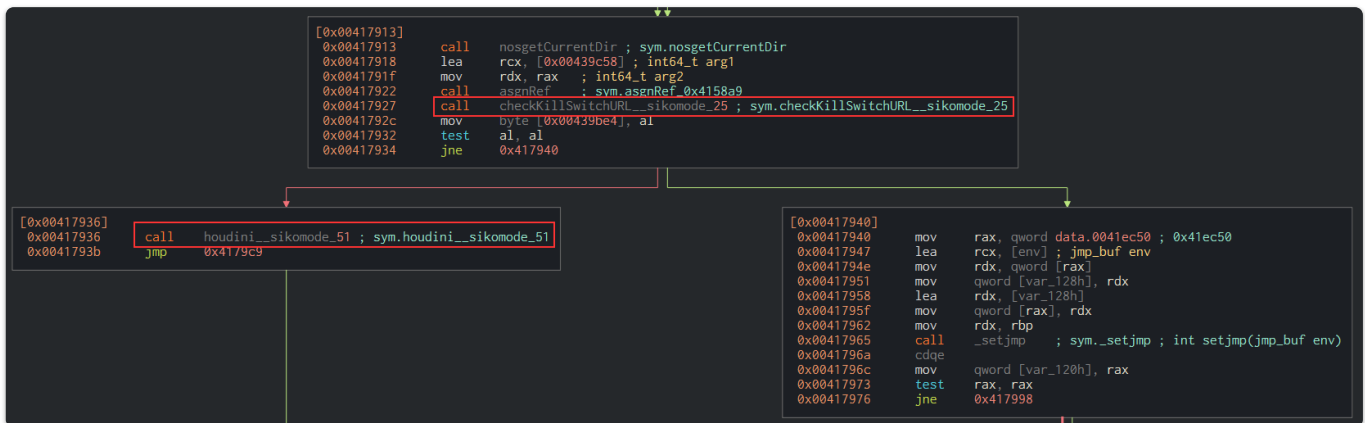 [0x00417913]
0x00417913 call nosgetCurrentDir ; sym.nosgetCurrentDir
0x00417918 lea rcx, [0x00439c58] ; int64_t arg1
0x0041791f mov rdx, rax ; int64_t arg2
0x00417922 call asgnRef ; sym.asgnRef_0x4158a9
0x00417927 call checkKillSwitchURL__sikomode_25 ; sym.checkKillSwitchURL__sikomode_25
0x0041792c mov byte [0x00439be4], al
0x00417932 test al, al
0x00417934 jne 0x417940
[0x00417936]
0x00417936 call houdini__sikomode_51 ; sym.houdini__sikomode_51
0x0041793b jmp 0x4179c9
[0x00417940]
0x00417940 mov rax, qword data.0041ec50 ; 0x41ec50
0x00417947 lea rcx, [env] ; jmp_buf env
0x0041794e mov rdx, qword [rax]
0x00417951 mov qword [var_128h], rdx
0x00417958 lea rdx, [var_128h]
0x0041795f mov qword [rax], rdx
0x00417962 mov rdx, rbp
0x00417965 call _setjmp ; sym._setjmp ; int setjmp(jmp_buf env)
0x0041796a cdqe
0x0041796c mov qword [var_120h], rax
0x00417973 test rax, rax
0x00417976 jne 0x417998